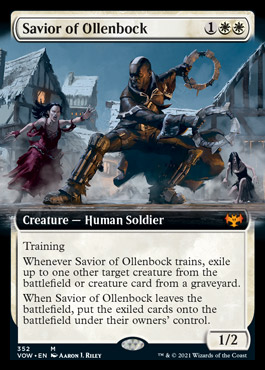 Savior of Ollenbock 1
Creature — Human Soldier
Training
Whenever Savior of Ollenbock trains, exile
up to one other target creature from the
battlefield or creature card from a graveyard.
When Savior of Ollenbock leaves the
battlefield, put the exiled cards onto the
battlefield under their owners' control.
1/2
352 M
VOW • EN AARON J. RILEY
™ & © 2021 Wizards of the Coast